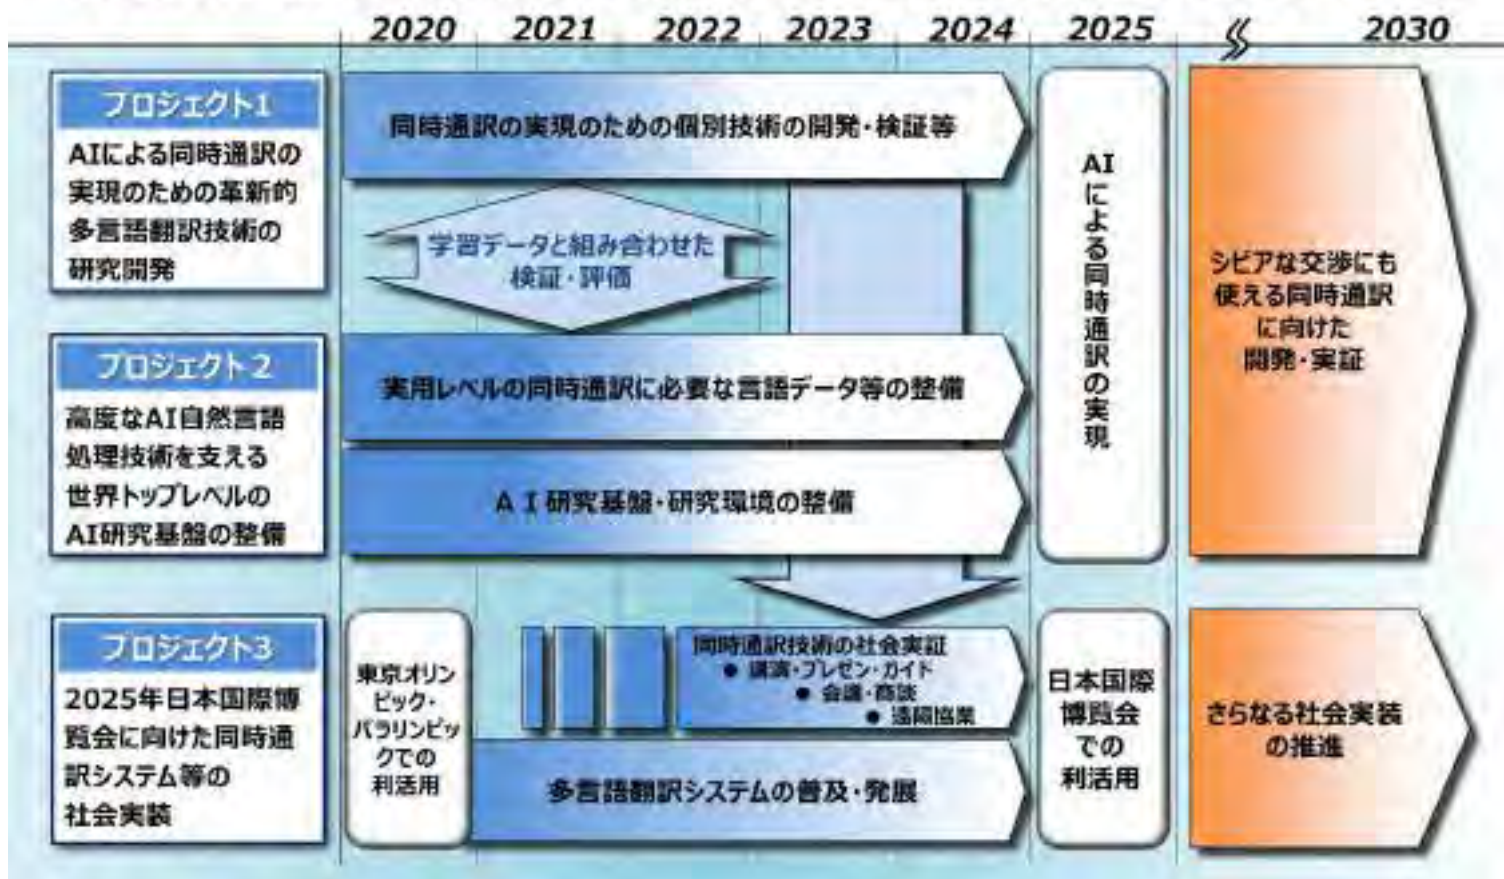 2020 2021 2022 2023 2024 2025 2030
プロジェクト1
AIによる同時通訳の
実現のための革新的
多言語翻訳技術の
研究開発
同時通訳の実現のための個別技術の開発・検証等
学習データと組み合わせた
検証・評価
プロジェクト2
高度なAI自然言語
処理技術を支える
世界トップレベルの
AI研究基盤の整備
実用レベルの同時通訳に必要な言語データ等の整備
AI研究基盤・研究環境の整備
AIによる同時通訳の実現
シビアな交渉にも
使える同時通訳
に向けた
開発・実証
プロジェクト3
2025年日本国際博
覧会に向けた同時通
訳システム等の
社会実装
東京オリン
ピック・
パラリンピッ
クでの
利活用
同時通訳技術の社会実証
● 講演・プレゼン・ガイド
● 会議・商談
● 遠隔協業
多言語翻訳システムの普及・発展
日本国際
博覧会
での
利活用
さらなる社会実装
の推進